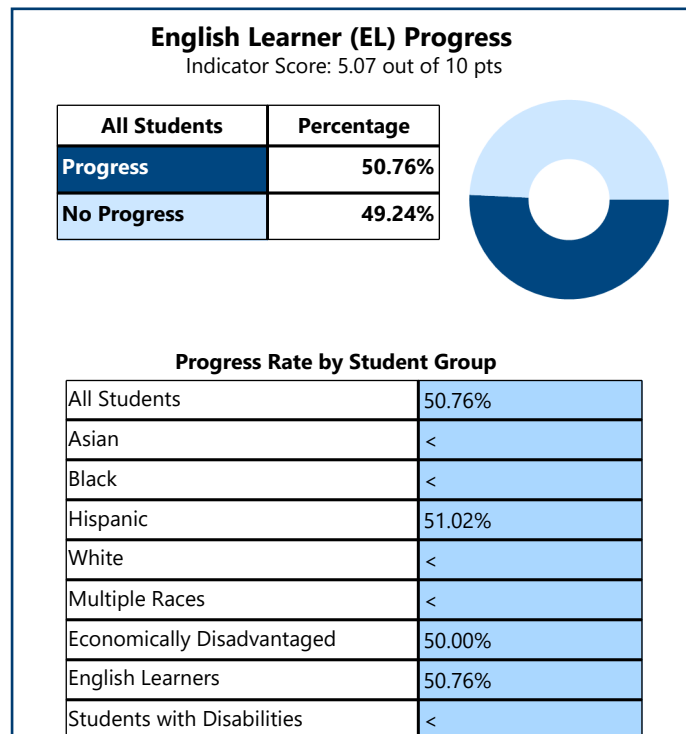 English Learner (EL) Progress
Indicator Score: 5.07 out of 10 pts
All Students Percentage
Progress 50.76%
No Progress 49.24%
Progress Rate by Student Group
All Students 50.76%
Asian <
Black <
Hispanic 51.02%
White <
Multiple Races <
Economically Disadvantaged 50.00%
English Learners 50.76%
Students with Disabilities <